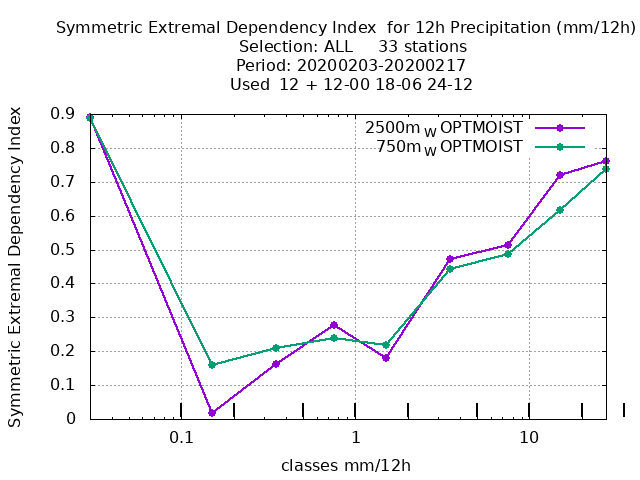 Symmetric Extremal Dependency Index for 12h Precipitation (mm/12h)
Selection: ALL 33 stations
Period: 20200203-20200217
Used 12 + 12-00 18-06 24-12
Symmetric Extremal Dependency Index
0.9
0.8
0.7
0.6
0.5
0.4
0.3
0.2
0.1
0
2500m W OPTMOIST
750m W OPTMOIST
0.1 1 10
classes mm/12h